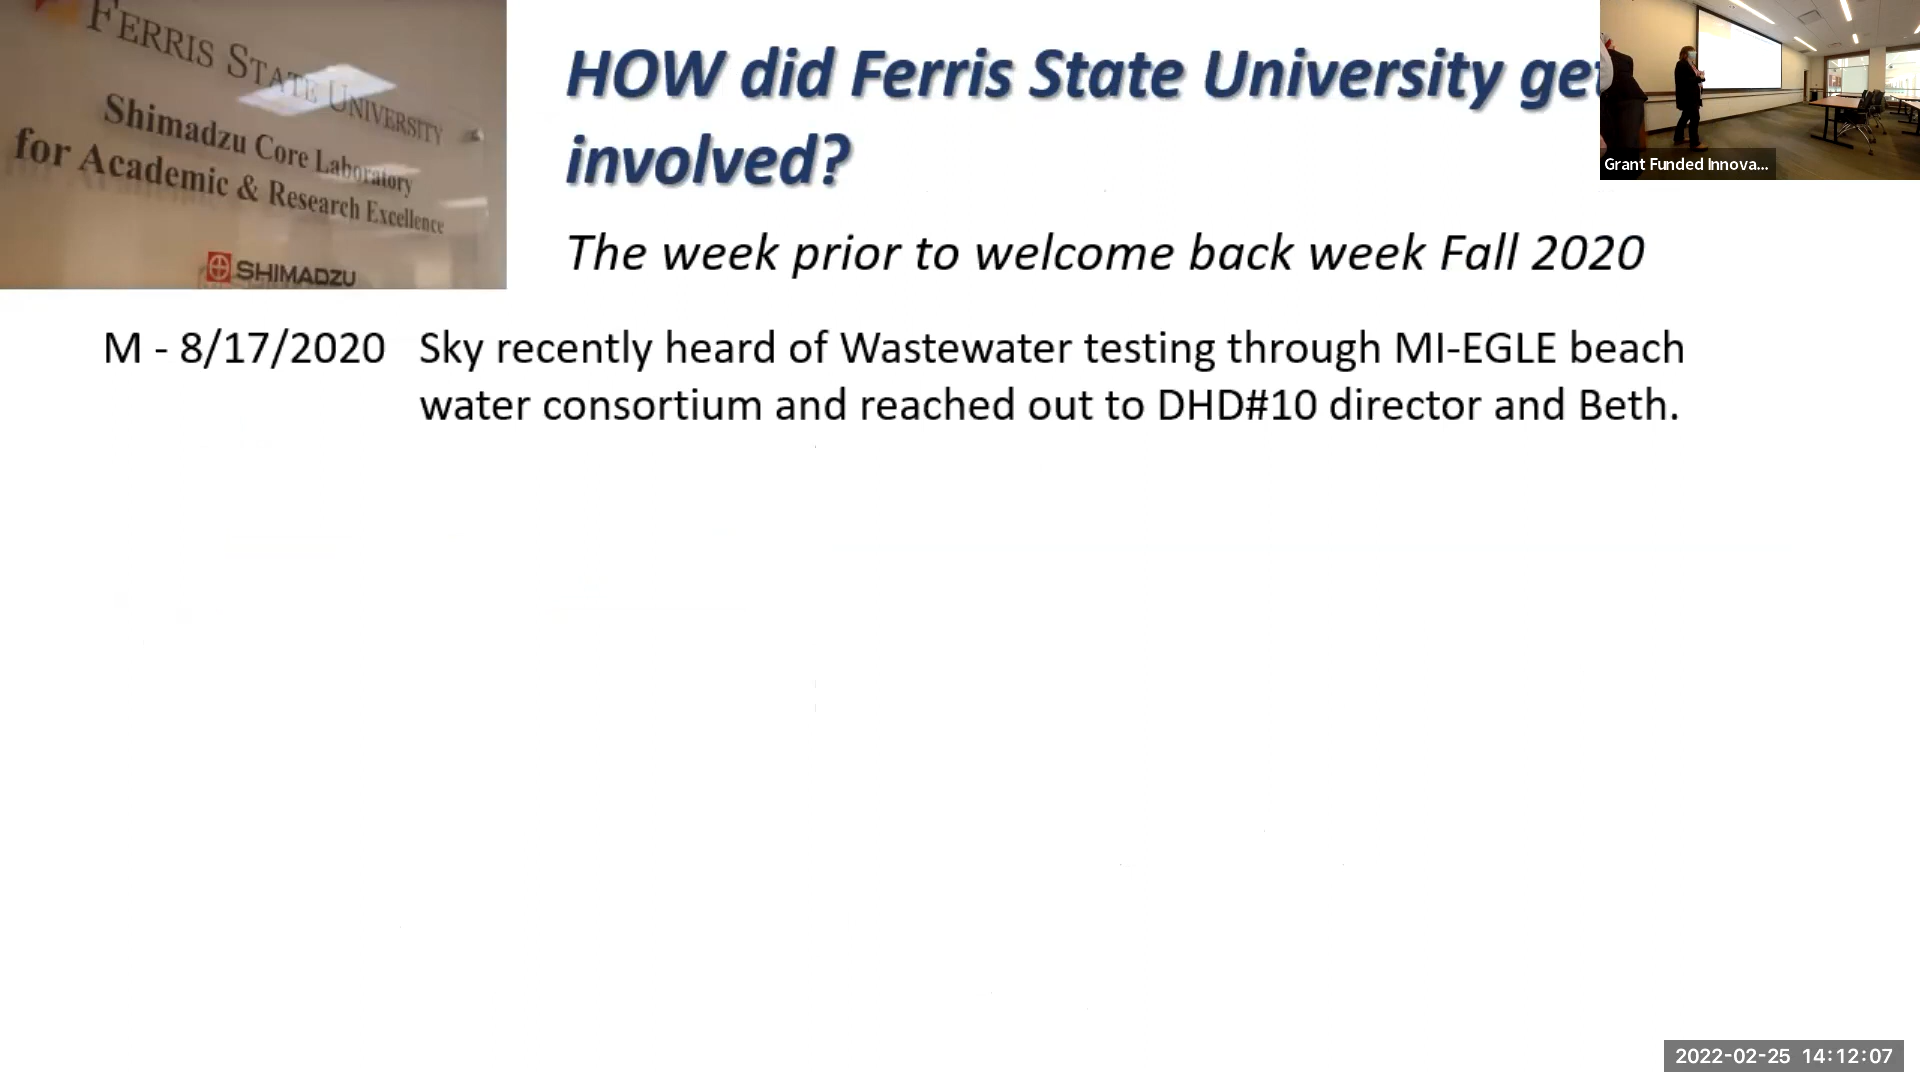 FERRIS STATE UNIVERSITY
Shimadzu Core Laboratory
for Academic & Research Excellence
SHIMADZU
HOW did Ferris State University get
involved?
The week prior to welcome back week Fall 2020
Grant Funded Innova...
M - 8/17/2020 Sky recently heard of Wastewater testing through MI-EGLE beach
water consortium and reached out to DHD#10 director and Beth.
2022-02-25 14:12:07